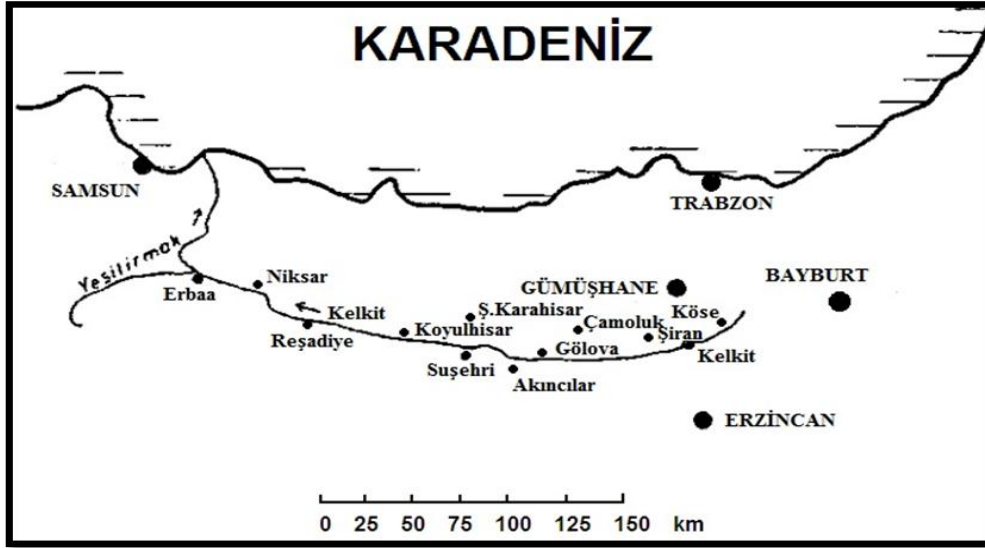 KARADENİZ
SAMSUN
TRABZON
Yeşilırmak
Niksar
Erbaa
GÜMÜŞHANE
BAYBURT
Kelkit
Ş.Karahisar
Köse
Reşadiye
Koyulhisar
Çamoluk
Şiran
Suşehri
Gölova
Kelkit
Akıncılar
ERZİNCAN
0 25 50 75 100 125 150 km